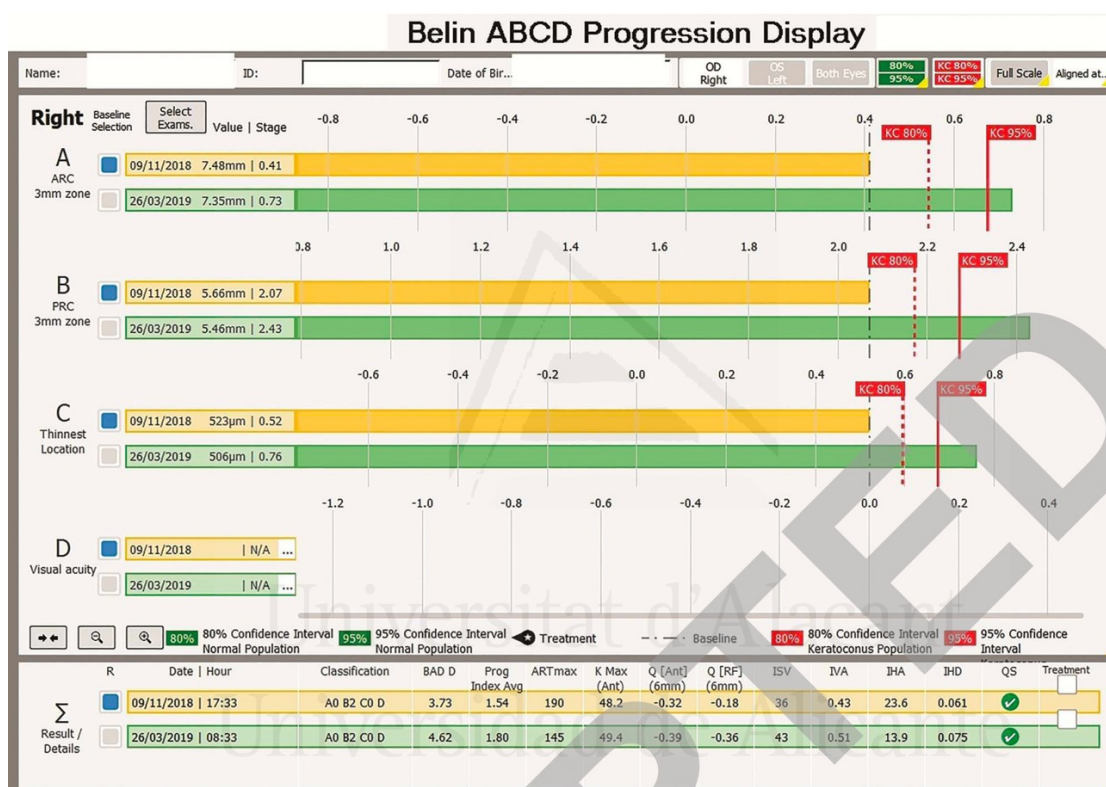 Belin ABCD Progression Display
Name: ID: Date of Bir... OD Right OS Left Both Eyes 80% 95% KC 80% KC 95% Full Scale Aligned at..
Right Baseline Selection Select Exams. Value | Stage -0.8 -0.6 -0.4 -0.2 0.0 0.2 0.4 0.6 0.8
KC 80% KC 95%
A ARC 3mm zone
09/11/2018 7.48mm | 0.41
26/03/2019 7.35mm | 0.73
0.8 1.0 1.2 1.4 1.6 1.8 2.0 2.2 2.4
KC 80% KC 95%
B PRC 3mm zone
09/11/2018 5.66mm | 2.07
26/03/2019 5.46mm | 2.43
-0.6 -0.4 -0.2 0.0 0.2 0.4 0.6 0.8
KC 80% KC 95%
C Thinnest Location
09/11/2018 523µm | 0.52
26/03/2019 506µm | 0.76
-1.2 -1.0 -0.8 -0.6 -0.4 -0.2 0.0 0.2 0.4
D Visual acuity
09/11/2018 | N/A ...
26/03/2019 | N/A ...
Universitat d'Alacant
80% 80% Confidence Interval Normal Population 95% 95% Confidence Interval Normal Population Treatment Baseline 80% 80% Confidence Interval Keratoconus Population 95% 95% Confidence Interval
R Date | Hour Classification BAD D Prog Index Avg ARTmax K Max (Ant) Q [Ant] (6mm) Q [RF] (6mm) ISV IVA IHA IHD QS Treatment
Σ Result / Details
09/11/2018 | 17:33 A0 B2 C0 D 3.73 1.54 190 48.2 -0.32 -0.18 36 0.43 23.6 0.061
26/03/2019 | 08:33 A0 B2 C0 D 4.62 1.80 145 49.4 -0.39 -0.36 43 0.51 13.9 0.075
Universidad de Alicante
TED